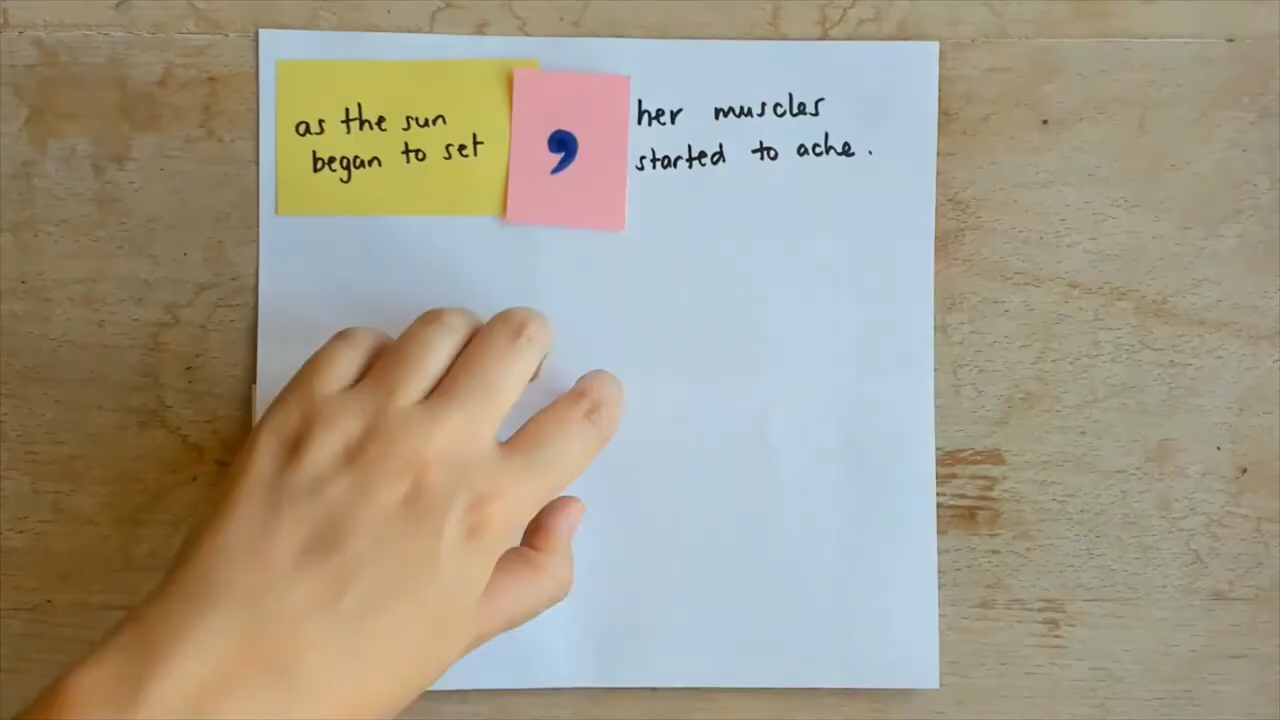 as the sun
began to set
,
her muscles
started to ache.